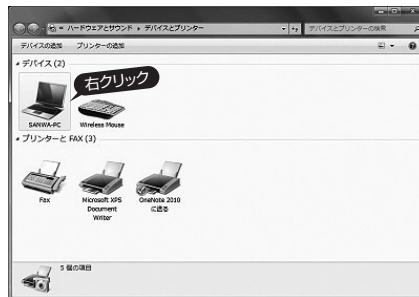 ハードウェアとサウンド ▸ デバイスとプリンター
デバイスとプリンターの検索
デバイスの追加 プリンターの追加
デバイス (2)
右クリック
SANWA-PC
Wireless Mouse
プリンターと FAX (3)
Fax
Microsoft XPS
Document
Writer
OneNote 2010
に送る
5 個の項目